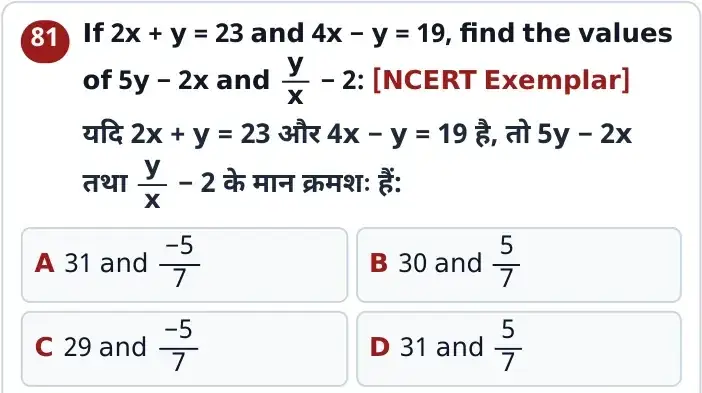 81 If 2x + y = 23 and 4x − y = 19, find the values
of 5y − 2x and y/x − 2: [NCERT Exemplar]
यदि 2x + y = 23 और 4x − y = 19 है, तो 5y − 2x
तथा y/x − 2 के मान क्रमशः हैं:
A 31 and −5/7
B 30 and 5/7
C 29 and −5/7
D 31 and 5/7